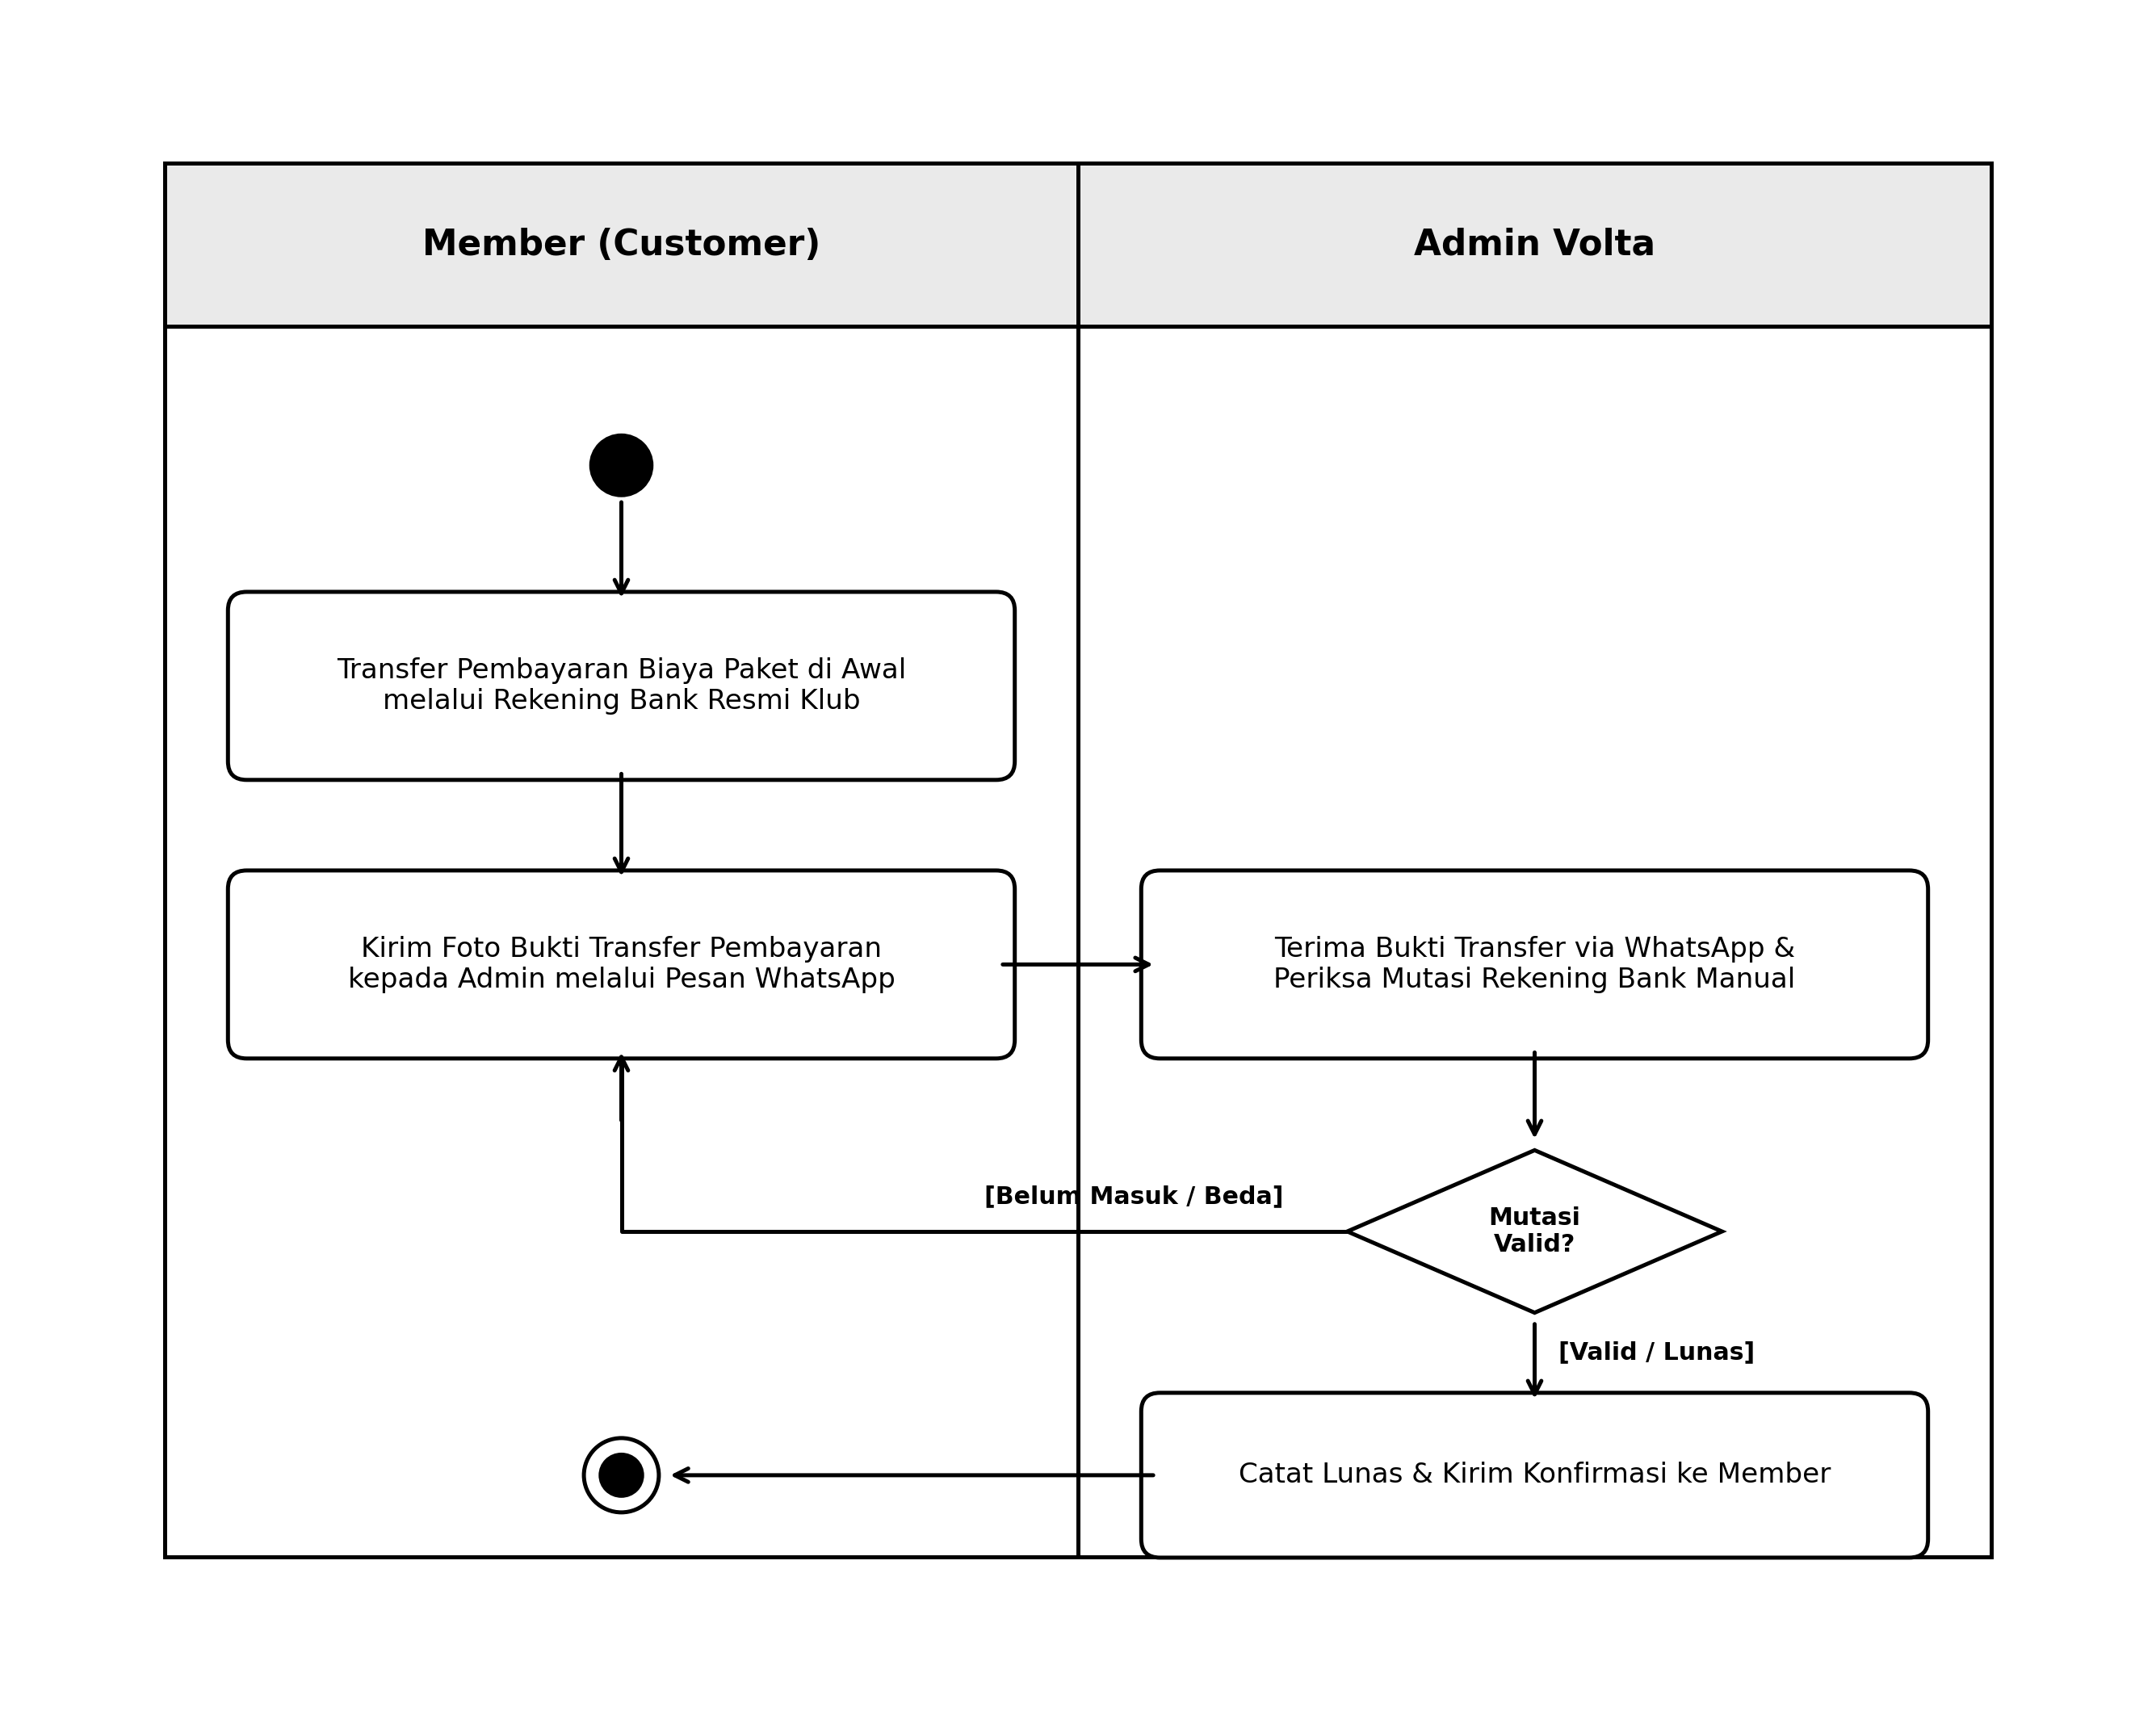 Member (Customer)
Admin Volta
Transfer Pembayaran Biaya Paket di Awal
melalui Rekening Bank Resmi Klub
Kirim Foto Bukti Transfer Pembayaran
kepada Admin melalui Pesan WhatsApp
Terima Bukti Transfer via WhatsApp &
Periksa Mutasi Rekening Bank Manual
[Belum Masuk / Beda]
Mutasi
Valid?
[Valid / Lunas]
Catat Lunas & Kirim Konfirmasi ke Member